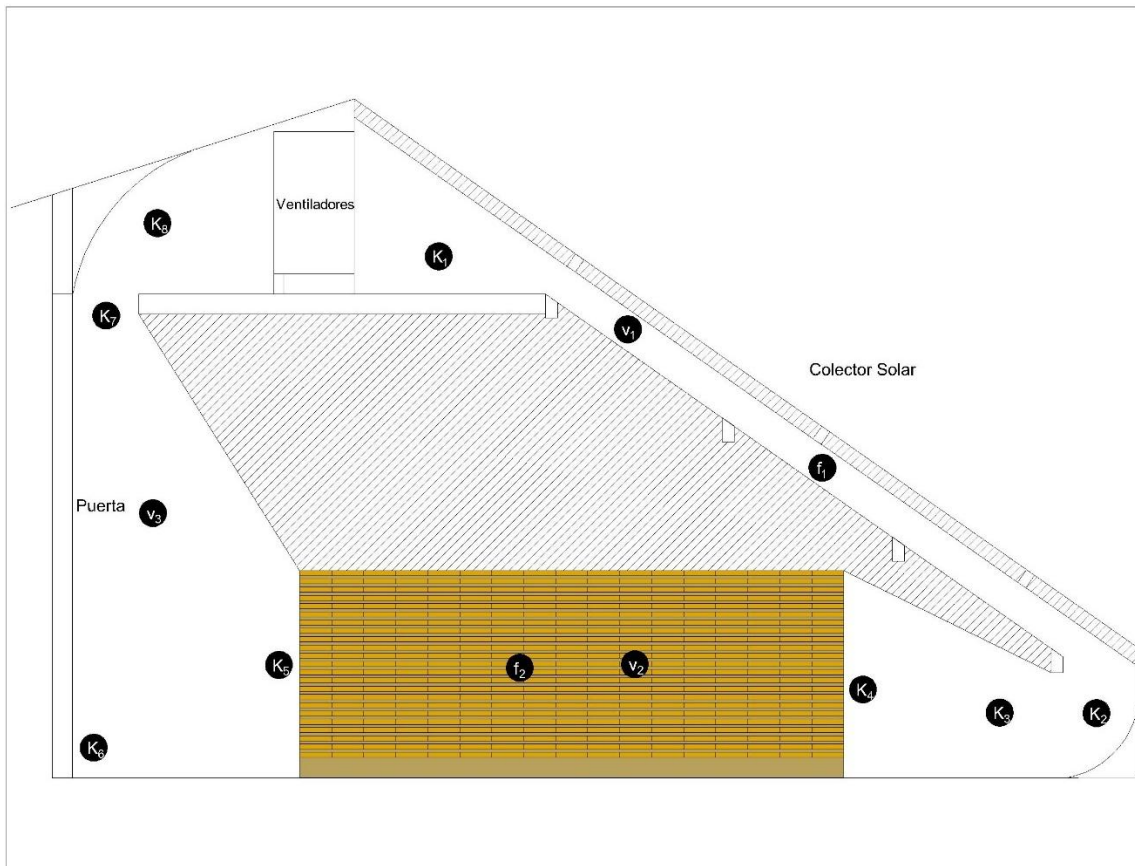 Ventiladores
K₈
K₁
K₇
v₁
Colector Solar
f₁
Puerta
v₃
K₅
f₂
v₂
K₄
K₃
K₂
K₆